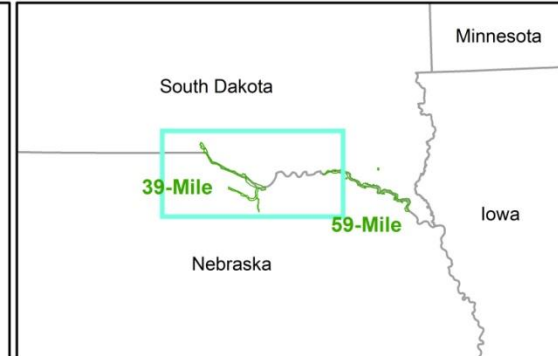 Minnesota
South Dakota
39-Mile
Iowa
59-Mile
Nebraska